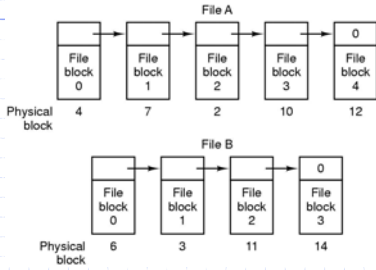 File A
0
File block 0
File block 1
File block 2
File block 3
File block 4
Physical block 4 7 2 10 12
File B
0
File block 0
File block 1
File block 2
File block 3
Physical block 6 3 11 14